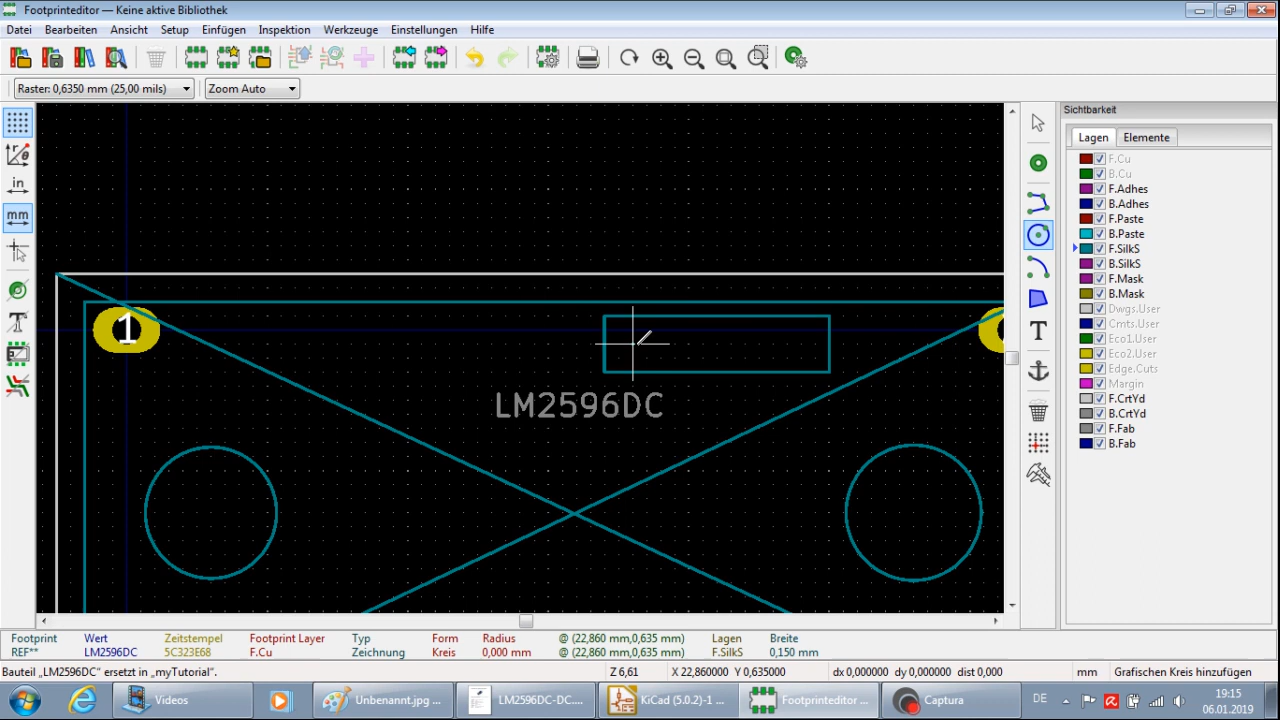 Footprinteditor — Keine aktive Bibliothek
Datei Bearbeiten Ansicht Setup Einfügen Inspektion Werkzeuge Einstellungen Hilfe
Raster: 0,6350 mm (25,00 mils) Zoom Auto
Sichtbarkeit
Lagen Elemente
F.Cu
B.Cu
F.Adhes
B.Adhes
F.Paste
B.Paste
F.SilkS
B.SilkS
F.Mask
B.Mask
Dwgs.User
Cmts.User
Eco1.User
Eco2.User
Edge.Cuts
Margin
F.CrtYd
B.CrtYd
F.Fab
B.Fab
in
mm
1
LM2596DC
Footprint Wert Zeitstempel Footprint Layer Typ Form Radius @ (22,860 mm,0,635 mm) Lagen Breite
REF** LM2596DC 5C323E68 F.Cu Zeichnung Kreis 0,000 mm @ (22,860 mm,0,635 mm) F.SilkS 0,150 mm
Bauteil „LM2596DC“ ersetzt in „myTutorial“. Z 6,61 X 22,860000 Y 0,635000 dx 0,000000 dy 0,000000 dist 0,000 mm Grafischen Kreis hinzufügen
Videos Unbenannt.jpg ... LM2596DC-DC.... KiCad (5.0.2)-1 ... Footprinteditor ... Captura DE 19:15
06.01.2019